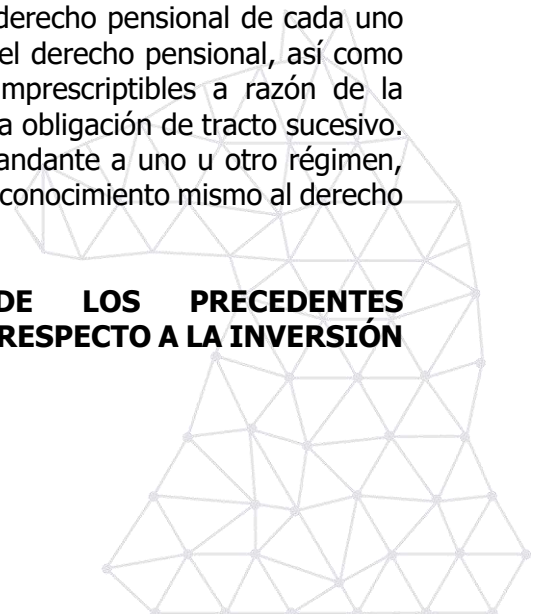 derecho pensional de cada uno
el derecho pensional, así como
mprescriptibles a razón de la
a obligación de tracto sucesivo.
andante a uno u otro régimen,
conocimiento mismo al derecho
DE LOS PRECEDENTES
RESPECTO A LA INVERSIÓN